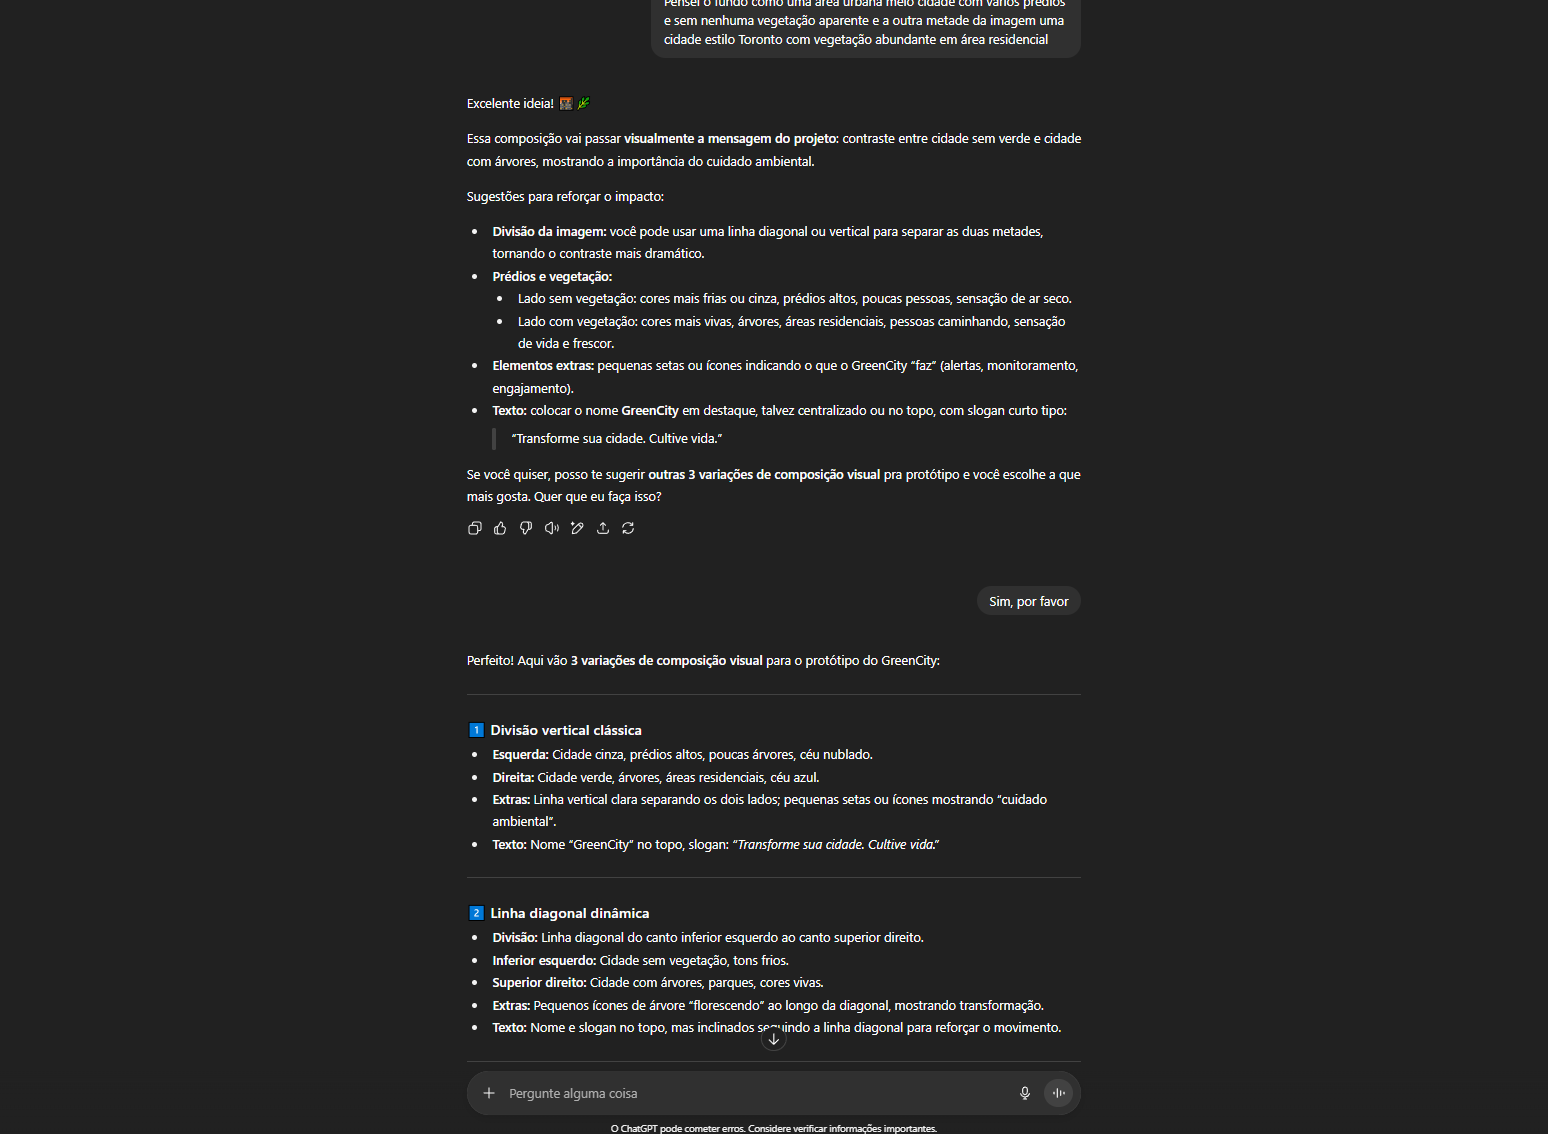 Pensei o fundo como uma área urbana meio cidade com vários prédios
e sem nenhuma vegetação aparente e a outra metade da imagem uma
cidade estilo Toronto com vegetação abundante em área residencial
Excelente ideia!
Essa composição vai passar visualmente a mensagem do projeto: contraste entre cidade sem verde e cidade
com árvores, mostrando a importância do cuidado ambiental.
Sugestões para reforçar o impacto:
Divisão da imagem: você pode usar uma linha diagonal ou vertical para separar as duas metades,
tornando o contraste mais dramático.
Prédios e vegetação:
Lado sem vegetação: cores mais frias ou cinza, prédios altos, poucas pessoas, sensação de ar seco.
Lado com vegetação: cores mais vivas, árvores, áreas residenciais, pessoas caminhando, sensação
de vida e frescor.
Elementos extras: pequenas setas ou ícones indicando o que o GreenCity “faz” (alertas, monitoramento,
engajamento).
Texto: colocar o nome GreenCity em destaque, talvez centralizado ou no topo, com slogan curto tipo:
“Transforme sua cidade. Cultive vida.”
Se você quiser, posso te sugerir outras 3 variações de composição visual pra protótipo e você escolhe a que
mais gosta. Quer que eu faça isso?
Sim, por favor
Perfeito! Aqui vão 3 variações de composição visual para o protótipo do GreenCity:
1 Divisão vertical clássica
Esquerda: Cidade cinza, prédios altos, poucas árvores, céu nublado.
Direita: Cidade verde, árvores, áreas residenciais, céu azul.
Extras: Linha vertical clara separando os dois lados; pequenas setas ou ícones mostrando “cuidado
ambiental”.
Texto: Nome “GreenCity” no topo, slogan: “Transforme sua cidade. Cultive vida.”
2 Linha diagonal dinâmica
Divisão: Linha diagonal do canto inferior esquerdo ao canto superior direito.
Inferior esquerdo: Cidade sem vegetação, tons frios.
Superior direito: Cidade com árvores, parques, cores vivas.
Extras: Pequenos ícones de árvore “florescendo” ao longo da diagonal, mostrando transformação.
Texto: Nome e slogan no topo, mas inclinados seguindo a linha diagonal para reforçar o movimento.
Pergunte alguma coisa
O ChatGPT pode cometer erros. Considere verificar informações importantes.